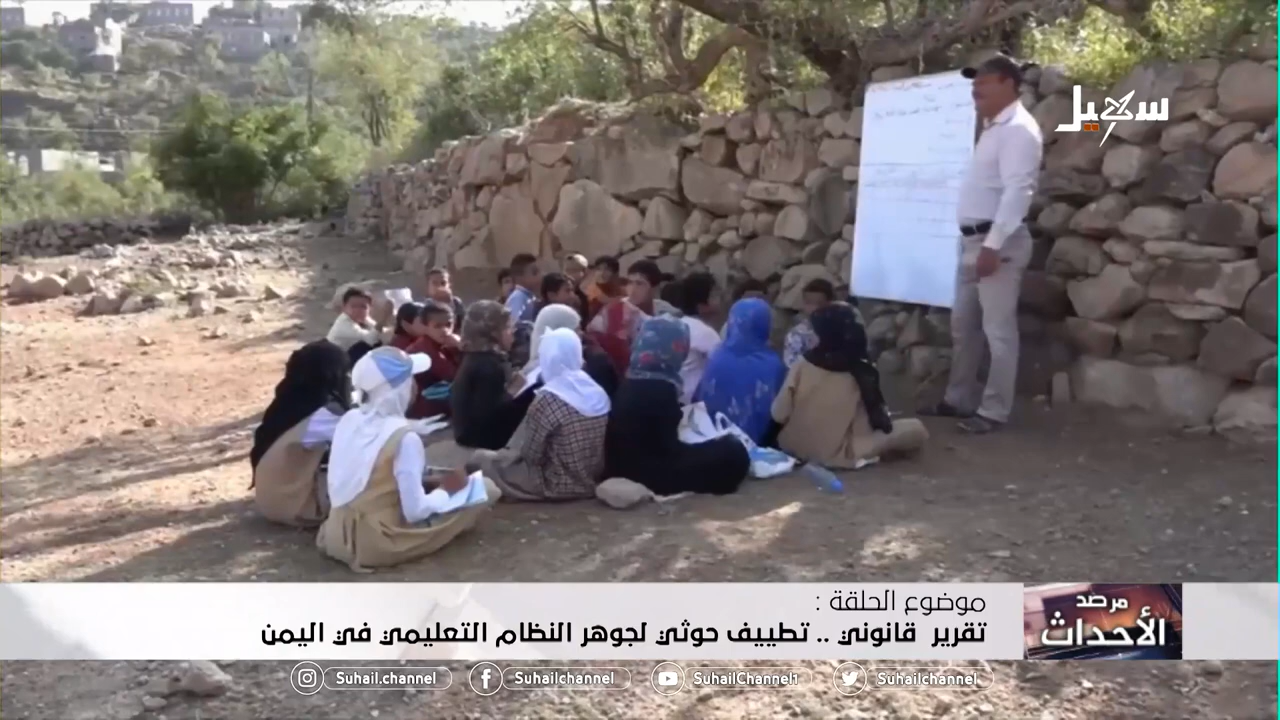 سهيل
موضوع الحلقة :
تقرير قانوني .. تطييف حوثي لجوهر النظام التعليمي في اليمن
مرصد
الأحداث
Suhail.channel
Suhailchannel
SuhailChannel1
Suhailchannel